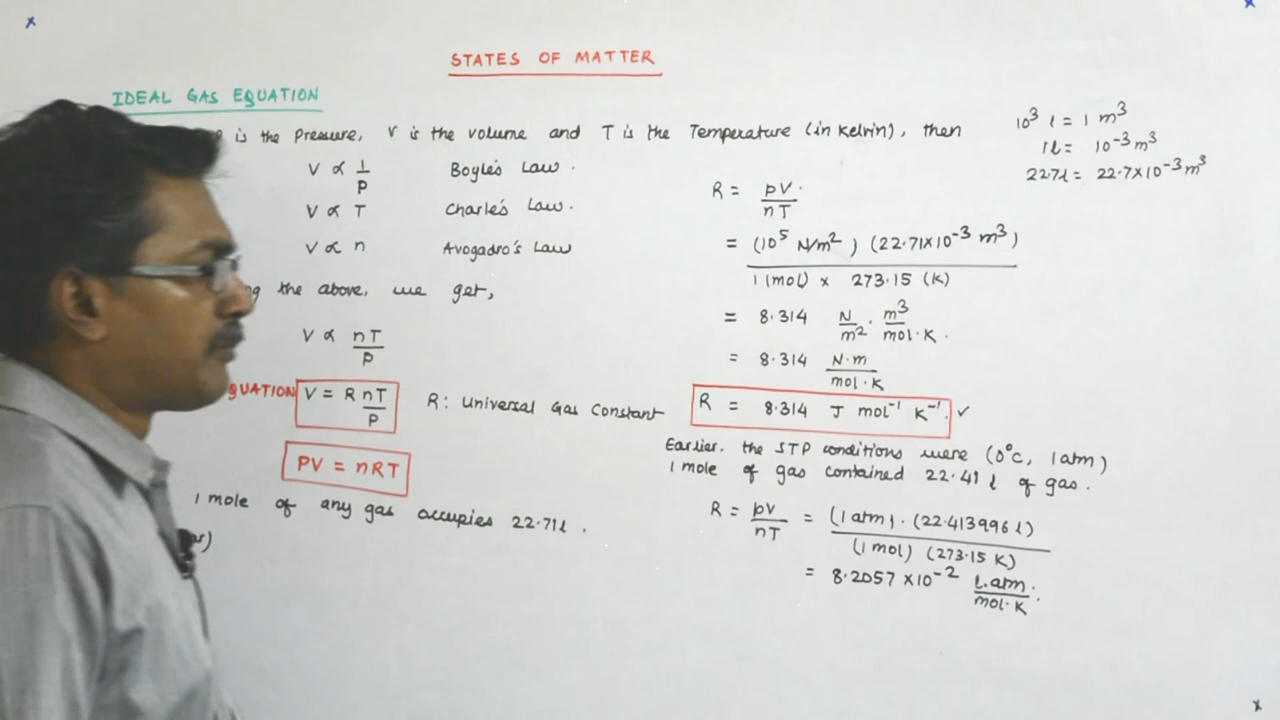 STATES OF MATTER
IDEAL GAS EQUATION
is the Pressure, V is the volume and T is the Temperature (in Kelvin), then
V ∝ 1/P Boyle's Law.
V ∝ T Charle's Law.
V ∝ n Avogadro's Law
the above, we get,
V ∝ nT/P
QUATION V = R nT/P R: Universal Gas Constant
PV = nRT
1 mole of any gas occupies 22.71l.
10³ l = 1 m³
1l = 10⁻³ m³
22.7l = 22.7×10⁻³ m³
R = pV/nT
= (10⁵ N/m²) (22.71×10⁻³ m³) / 1(mol) × 273.15 (K)
= 8.314 N/m² · m³/mol·K.
= 8.314 N·m/mol·K
R = 8.314 J mol⁻¹ K⁻¹. ✓
Earlier, the STP conditions were (0°C, 1atm)
1 mole of gas contained 22.41 l of gas.
R = pV/nT = (1 atm) · (22.413996 l) / (1 mol) (273.15 K)
= 8.2057 × 10⁻² l.atm/mol·K.